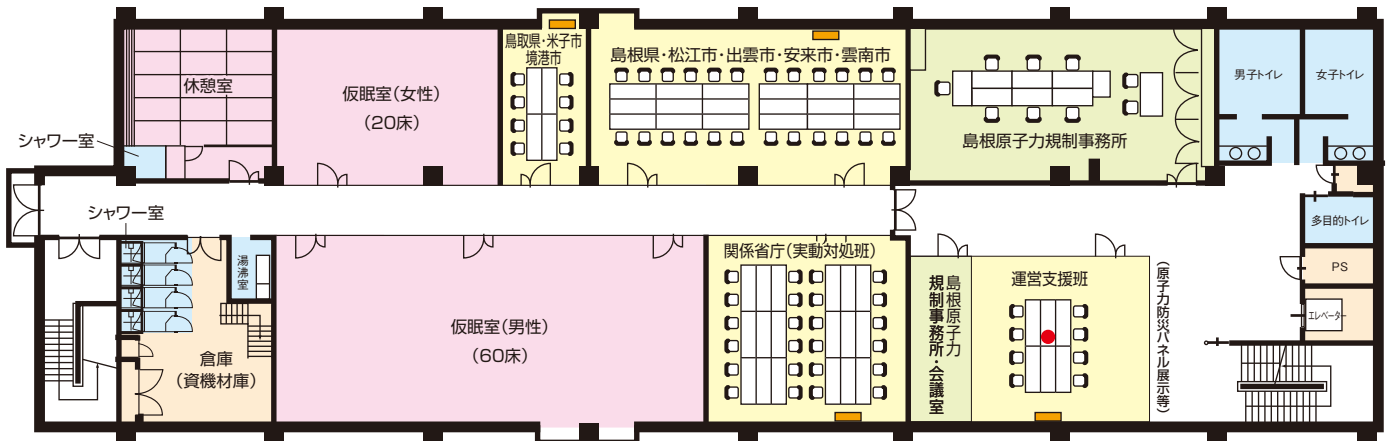 休憩室
シャワー室
仮眠室(女性)
(20床)
鳥取県・米子市
境港市
島根県・松江市・出雲市・安来市・雲南市
島根原子力規制事務所
男子トイレ
女子トイレ
シャワー室
湯沸室
倉庫
(資機材庫)
仮眠室(男性)
(60床)
関係省庁(実動対処班)
島根原子力
規制事務所・会議室
運営支援班
(原子力防災パネル展示等)
多目的トイレ
PS
エレベーター